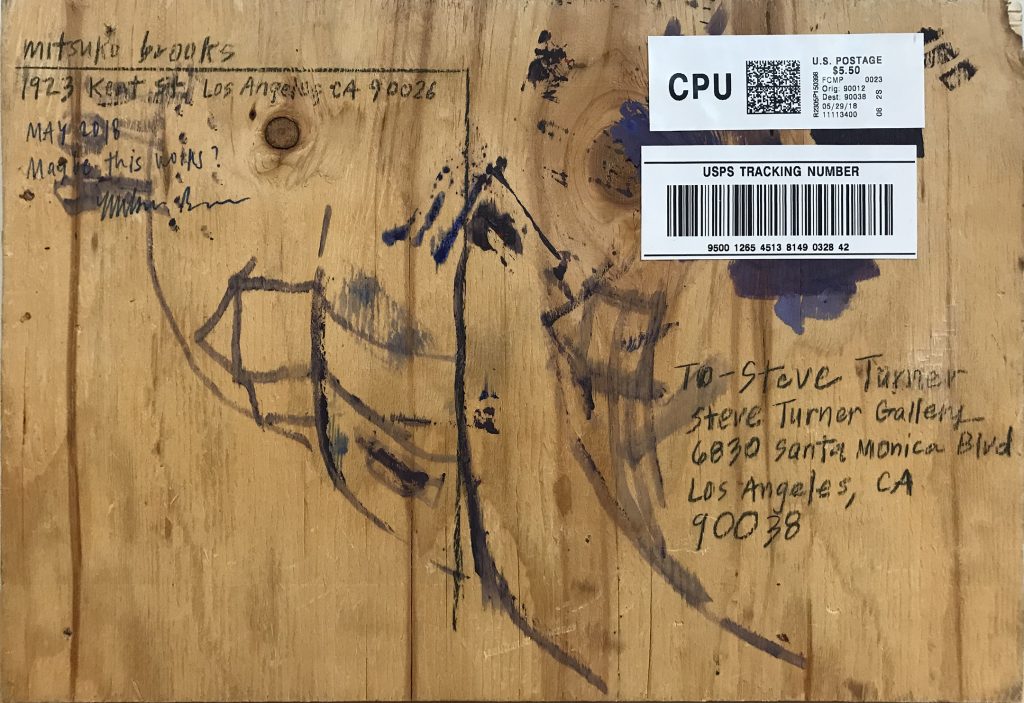 mitsuko brooks
1923 Kent St. Los Angeles, CA 90026
MAY 2018
Maybe this works?
CPU
U.S. POSTAGE
$5.50
FCMP 0023
Orig: 90012
Dest: 90038
05/29/18
11113400
06 2S
USPS TRACKING NUMBER
9500 1265 4513 8149 0328 42
To- Steve Turner
Steve Turner Gallery
6830 Santa Monica Blvd
Los Angeles, CA
90038